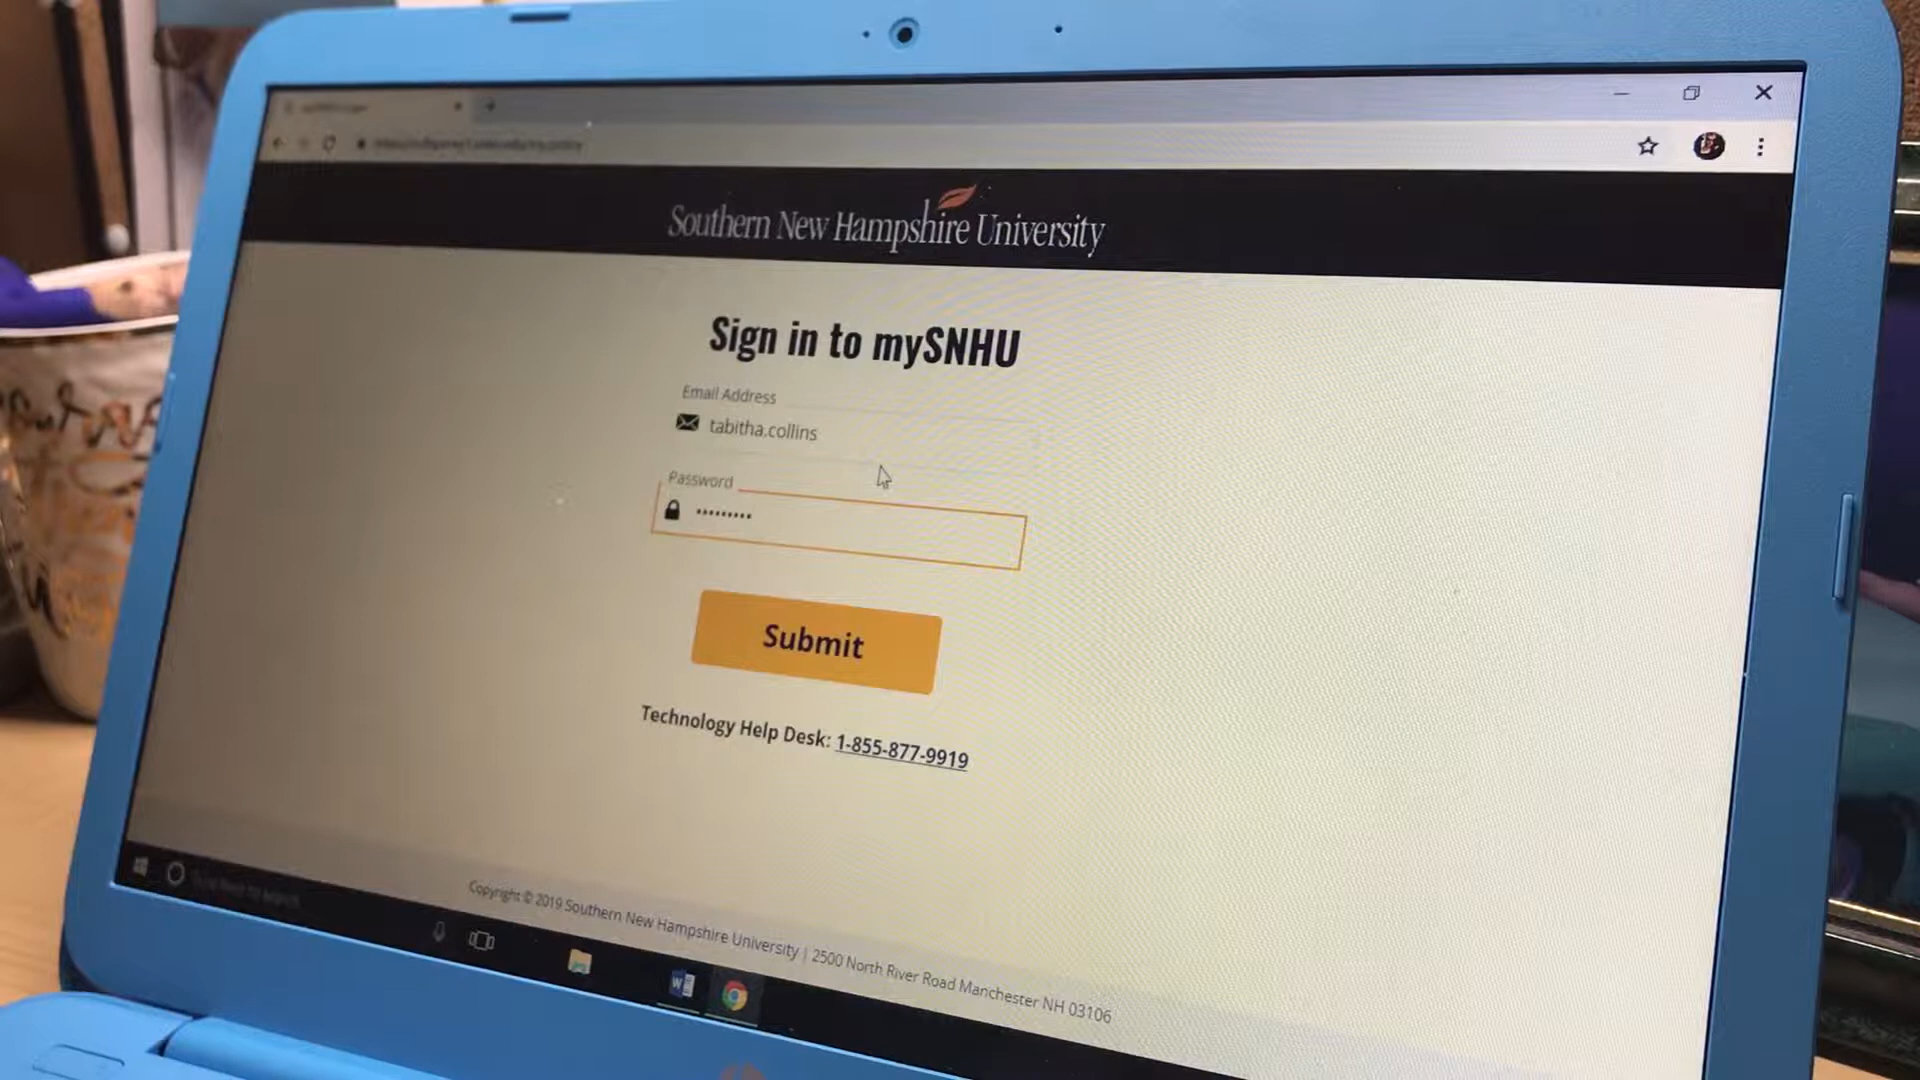 Southern New Hampshire University
Sign in to mySNHU
Email Address
tabitha.collins
Password
•••••••••
Submit
Technology Help Desk: 1-855-877-9919
Copyright © 2019 Southern New Hampshire University | 2500 North River Road Manchester NH 03106